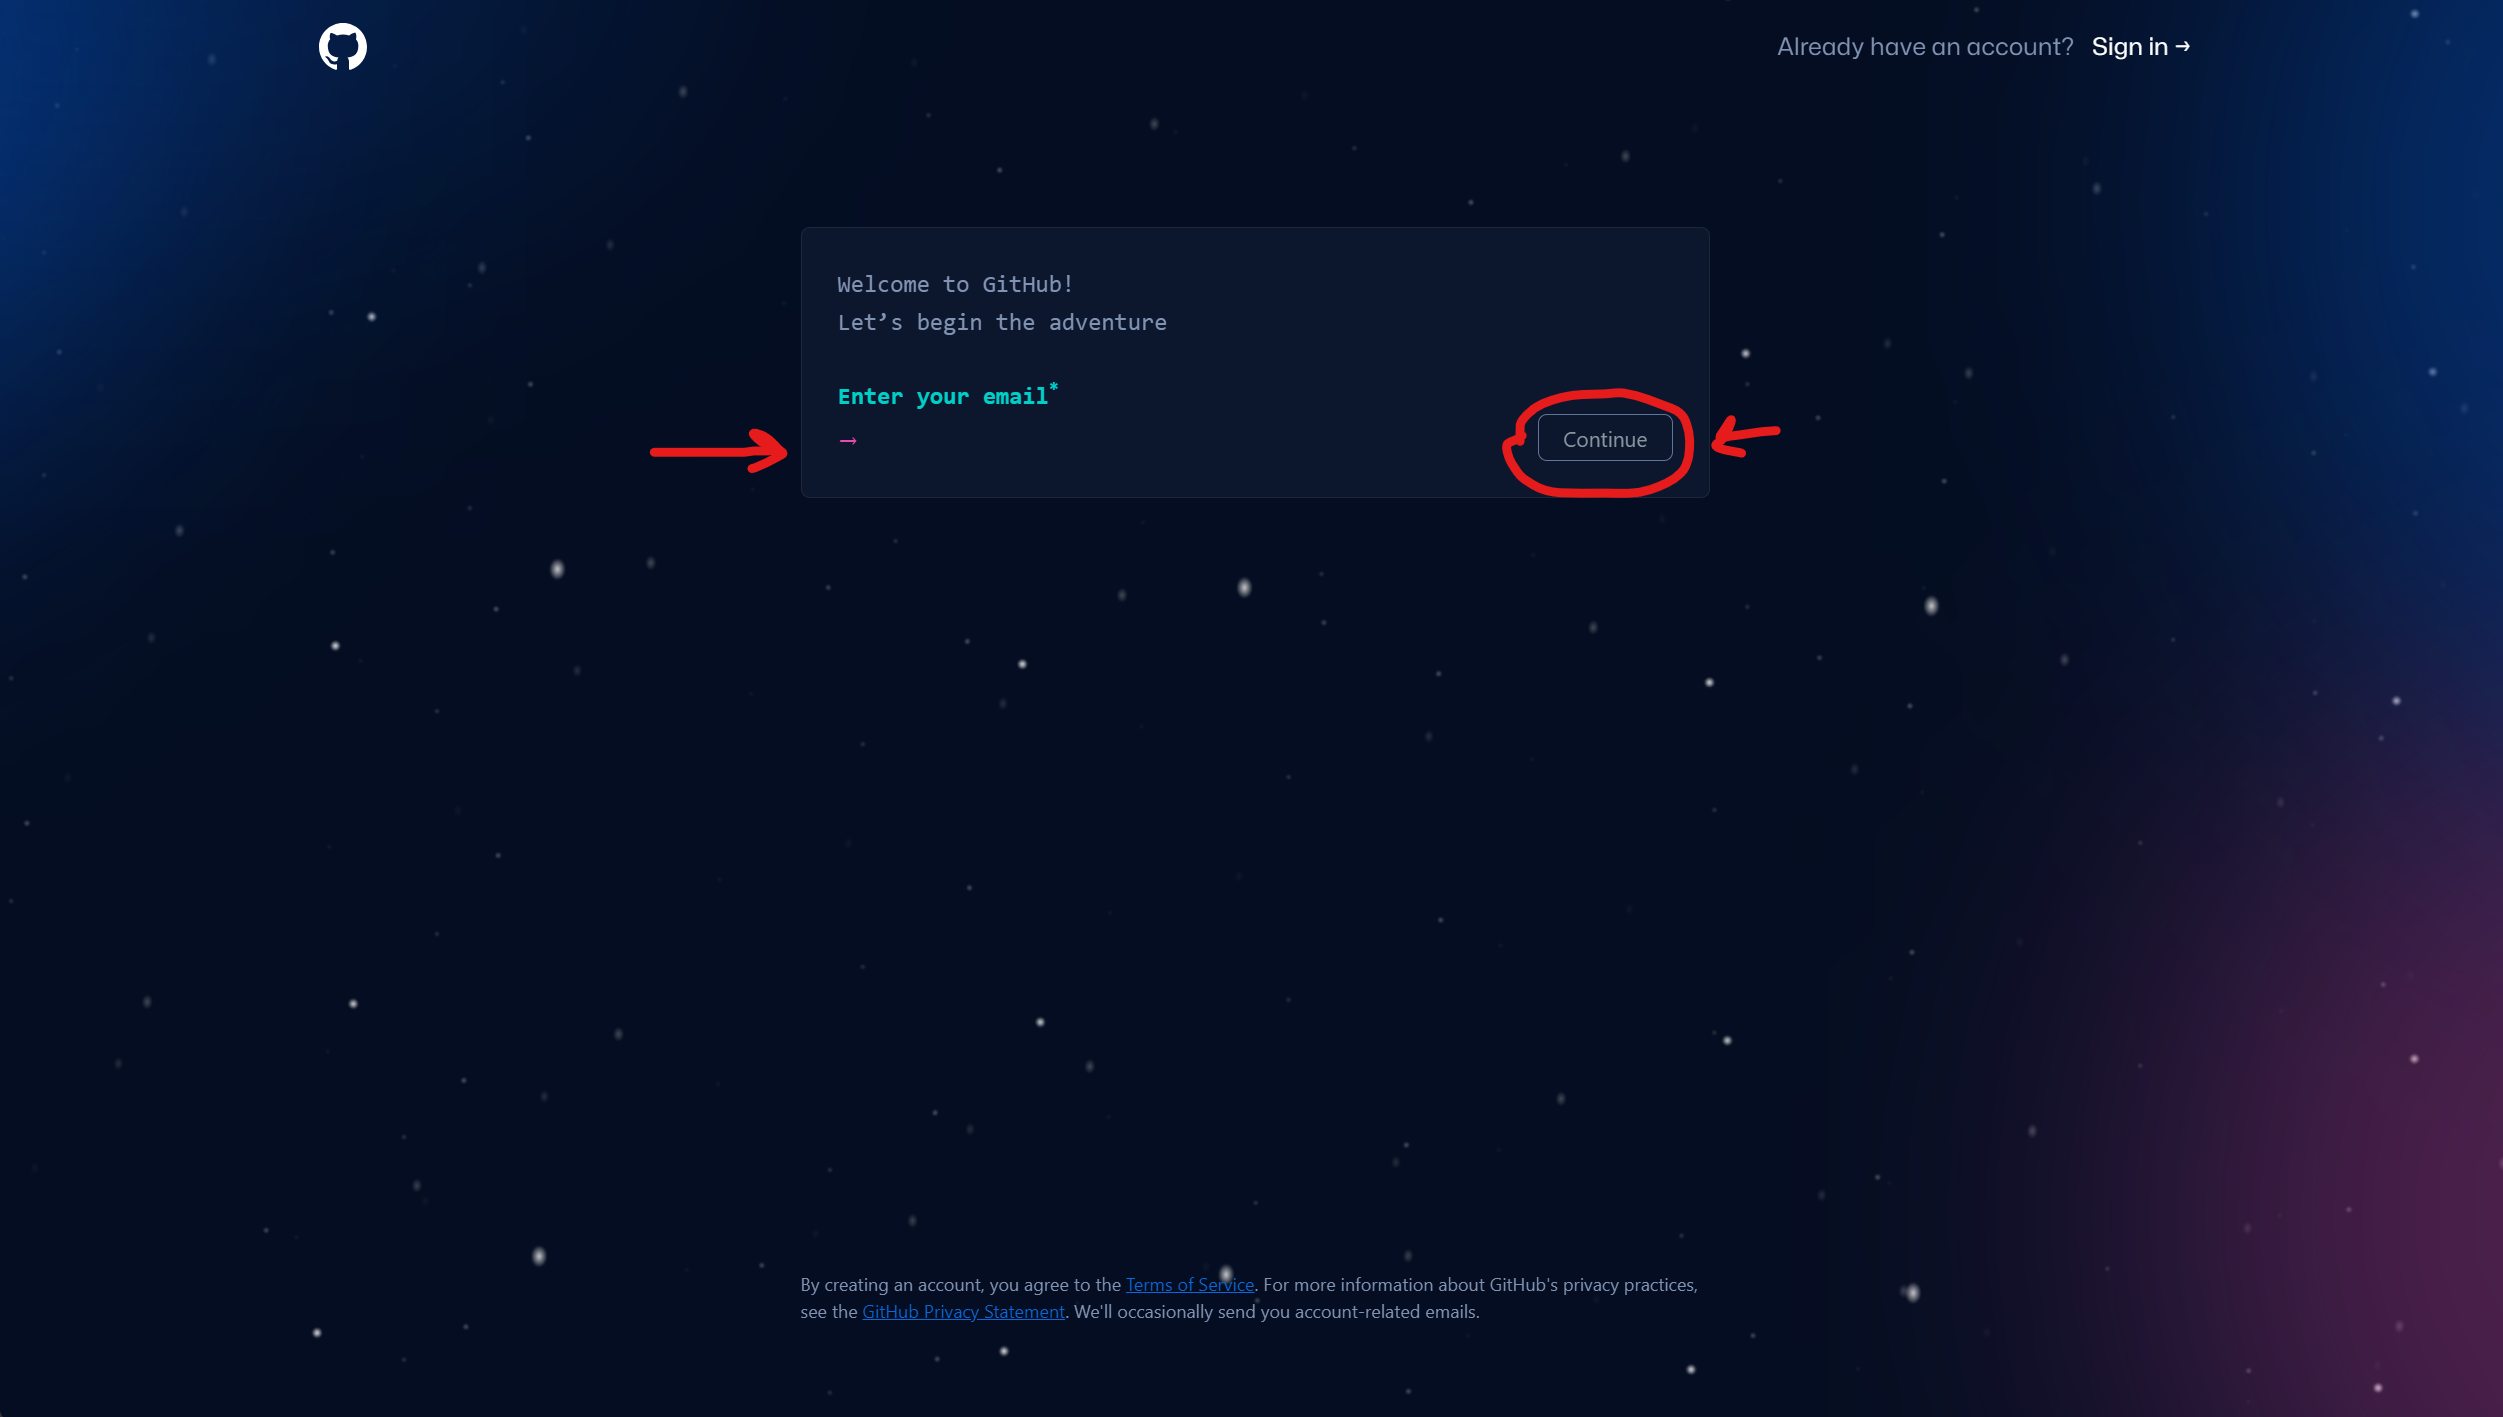 Already have an account? Sign in →
Welcome to GitHub!
Let’s begin the adventure
Enter your email*
→
Continue
By creating an account, you agree to the Terms of Service. For more information about GitHub's privacy practices,
see the GitHub Privacy Statement. We'll occasionally send you account-related emails.